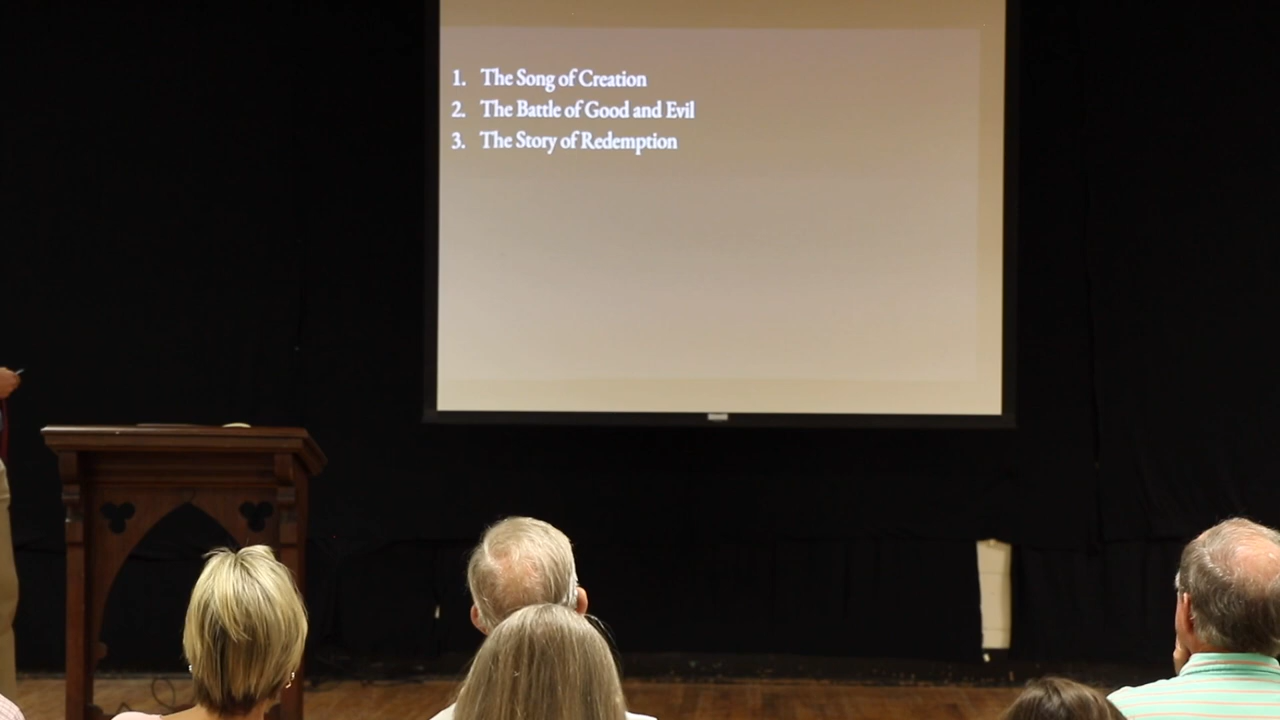 1. The Song of Creation
2. The Battle of Good and Evil
3. The Story of Redemption